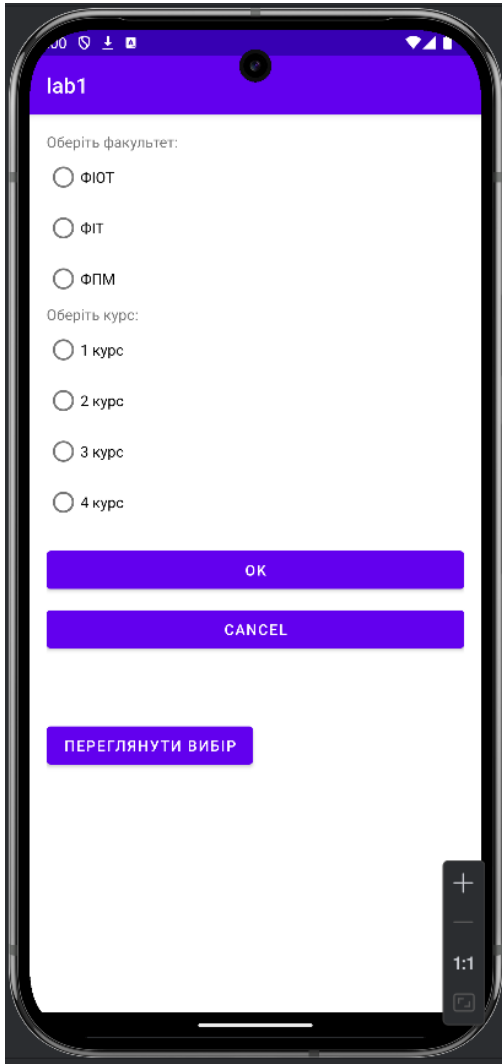 :00
lab1
Оберіть факультет:
ФІОТ
ФІТ
ФПМ
Оберіть курс:
1 курс
2 курс
3 курс
4 курс
OK
CANCEL
ПЕРЕГЛЯНУТИ ВИБІР
1:1